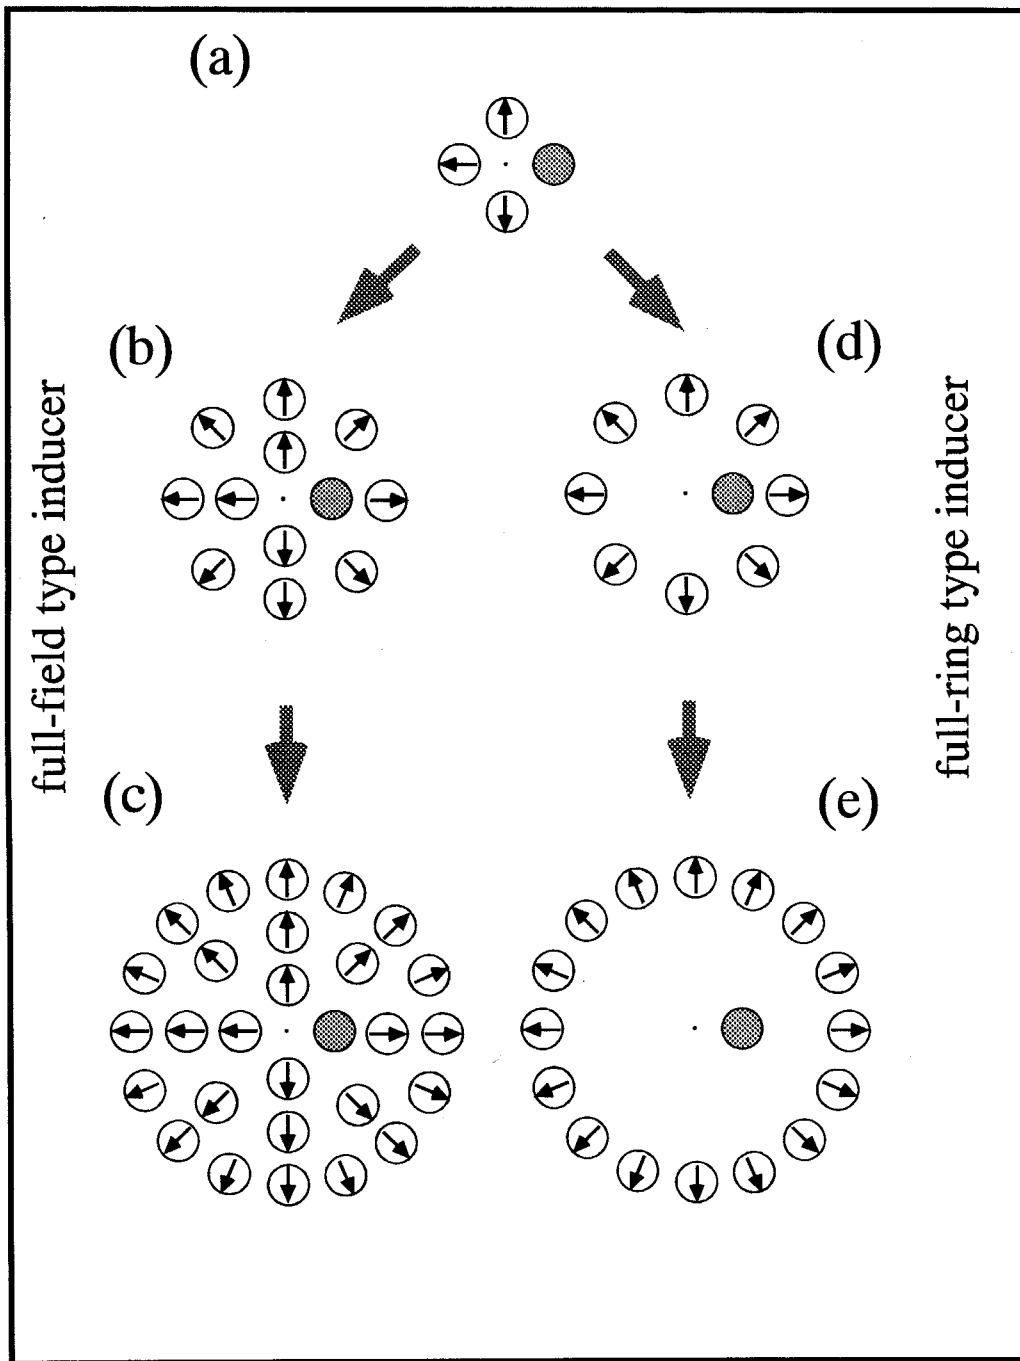 (a)
(b)
(d)
full-field type inducer
full-ring type inducer
(c)
(e)